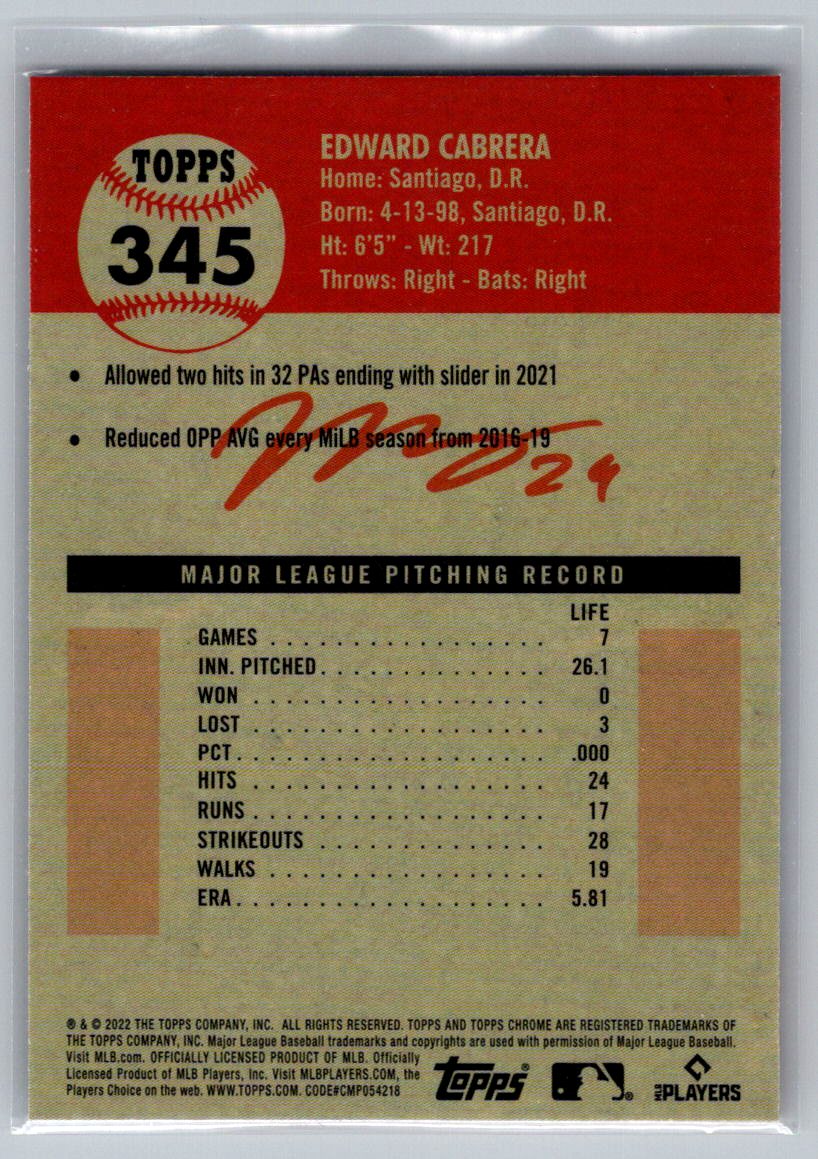 TOPPS
345
EDWARD CABRERA
Home: Santiago, D.R.
Born: 4-13-98, Santiago, D.R.
Ht: 6'5" - Wt: 217
Throws: Right - Bats: Right
• Allowed two hits in 32 PAs ending with slider in 2021
• Reduced OPP AVG every MiLB season from 2016-19
24
MAJOR LEAGUE PITCHING RECORD
LIFE
GAMES . . . . . . . . . . . . . . . . . 7
INN. PITCHED . . . . . . . . . . . . . . 26.1
WON . . . . . . . . . . . . . . . . . . 0
LOST . . . . . . . . . . . . . . . . . . 3
PCT . . . . . . . . . . . . . . . . . . .000
HITS . . . . . . . . . . . . . . . . . . 24
RUNS . . . . . . . . . . . . . . . . . . 17
STRIKEOUTS . . . . . . . . . . . . . 28
WALKS . . . . . . . . . . . . . . . . . 19
ERA . . . . . . . . . . . . . . . . . . . 5.81
® & © 2022 THE TOPPS COMPANY, INC. ALL RIGHTS RESERVED. TOPPS AND TOPPS CHROME ARE REGISTERED TRADEMARKS OF
THE TOPPS COMPANY, INC. Major League Baseball trademarks and copyrights are used with permission of Major League Baseball.
Visit MLB.com. OFFICIALLY LICENSED PRODUCT OF MLB. Officially
Licensed Product of MLB Players, Inc. Visit MLBPLAYERS.COM, the
Players Choice on the web. WWW.TOPPS.COM. CODE#CMP054218
topps®
®
MLB PLAYERS